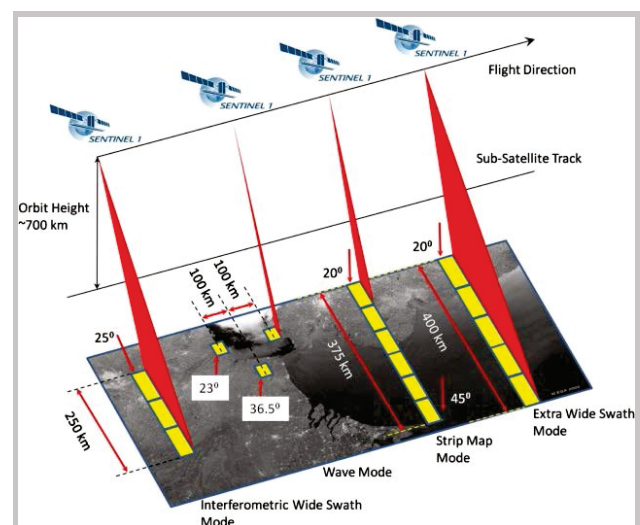 SENTINEL 1
SENTINEL 1
SENTINEL 1
SENTINEL 1
Flight Direction
Sub-Satellite Track
Orbit Height
~700 km
100 km
100 km
20⁰
20⁰
25⁰
23⁰
36.5⁰
375 km
400 km
45⁰
250 km
Extra Wide Swath
Mode
Strip Map
Mode
Wave Mode
Interferometric Wide Swath
Mode